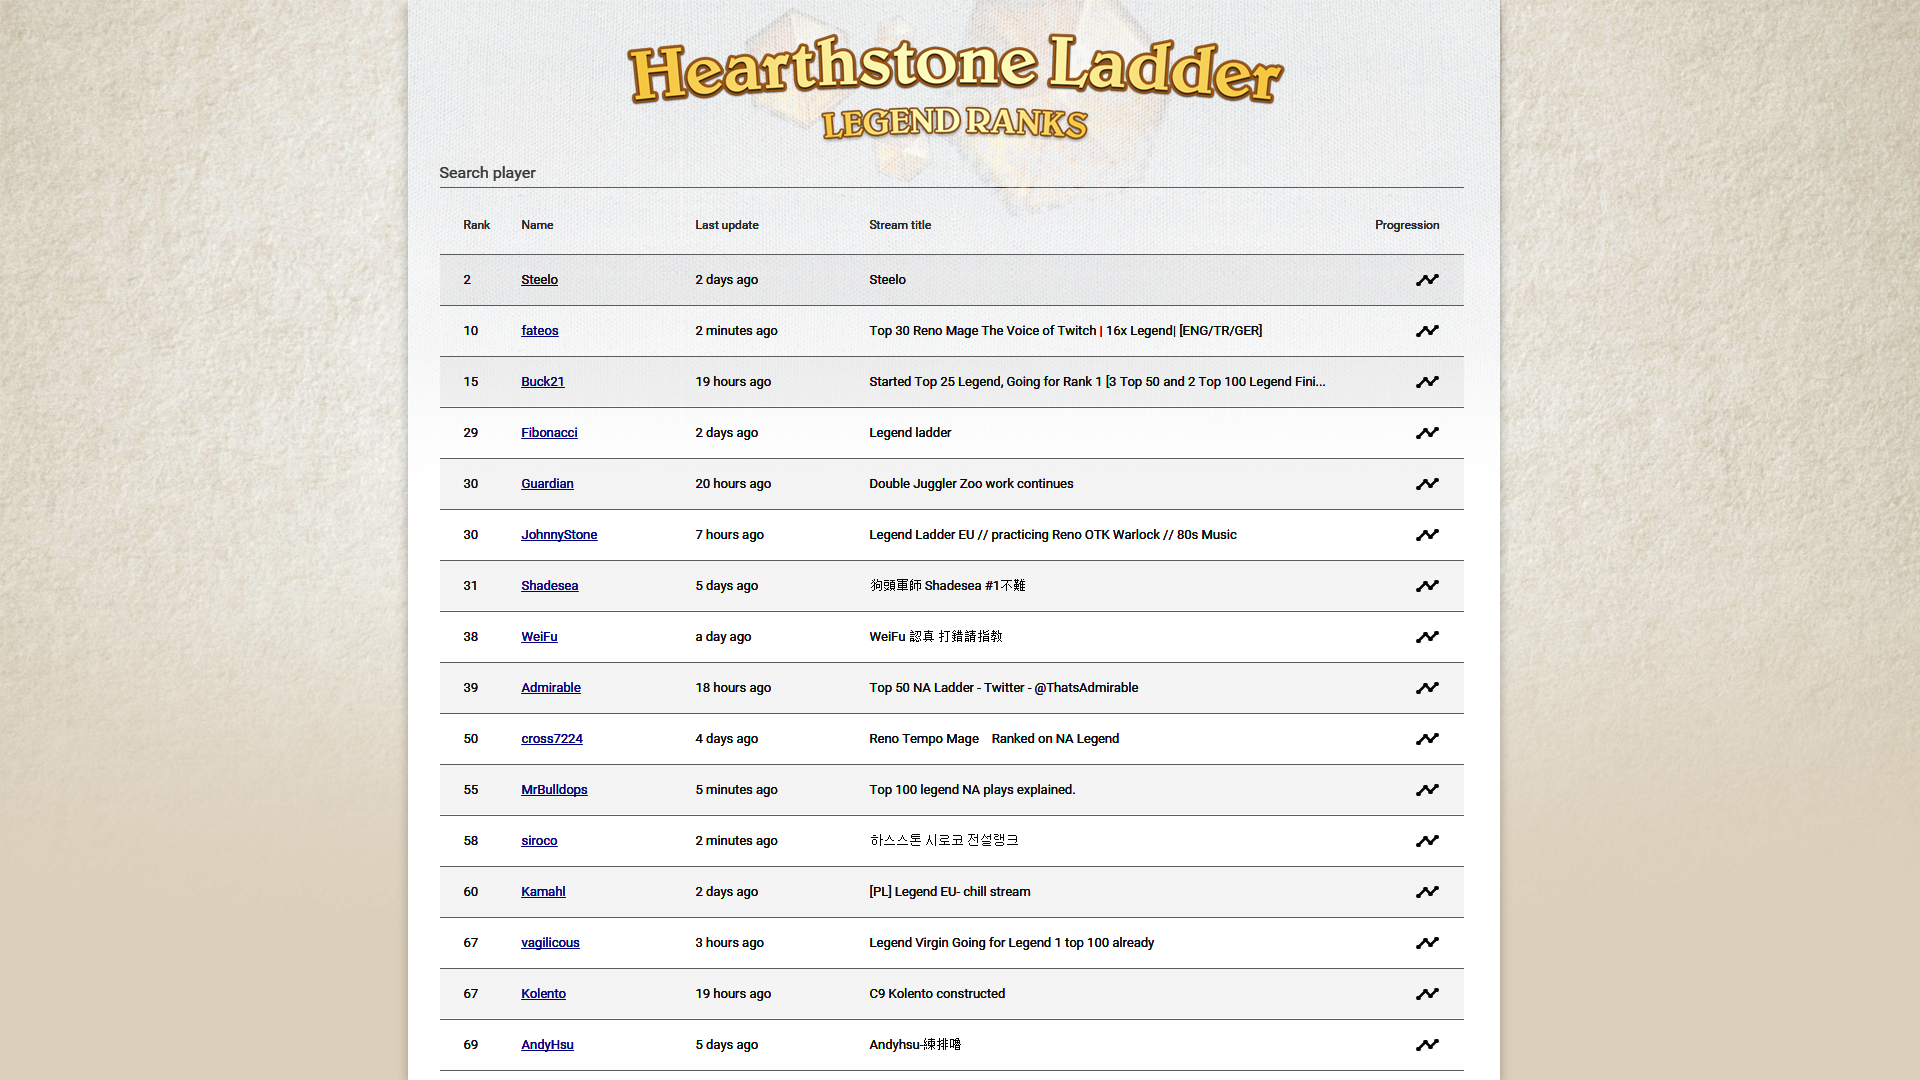 Hearthstone Ladder
LEGEND RANKS
Search player
Rank Name Last update Stream title Progression
2 Steelo 2 days ago Steelo
10 fateos 2 minutes ago Top 30 Reno Mage The Voice of Twitch | 16x Legend| [ENG/TR/GER]
15 Buck21 19 hours ago Started Top 25 Legend, Going for Rank 1 [3 Top 50 and 2 Top 100 Legend Fini...
29 Fibonacci 2 days ago Legend ladder
30 Guardian 20 hours ago Double Juggler Zoo work continues
30 JohnnyStone 7 hours ago Legend Ladder EU // practicing Reno OTK Warlock // 80s Music
31 Shadesea 5 days ago 狗頭軍師 Shadesea #1不難
38 WeiFu a day ago WeiFu 認真 打錯請指教
39 Admirable 18 hours ago Top 50 NA Ladder - Twitter - @ThatsAdmirable
50 cross7224 4 days ago Reno Tempo Mage　Ranked on NA Legend
55 MrBulldops 5 minutes ago Top 100 legend NA plays explained.
58 siroco 2 minutes ago 하스스톤 시로코 전설랭크
60 Kamahl 2 days ago [PL] Legend EU- chill stream
67 vagilicous 3 hours ago Legend Virgin Going for Legend 1 top 100 already
67 Kolento 19 hours ago C9 Kolento constructed
69 AndyHsu 5 days ago Andyhsu-練排嚕